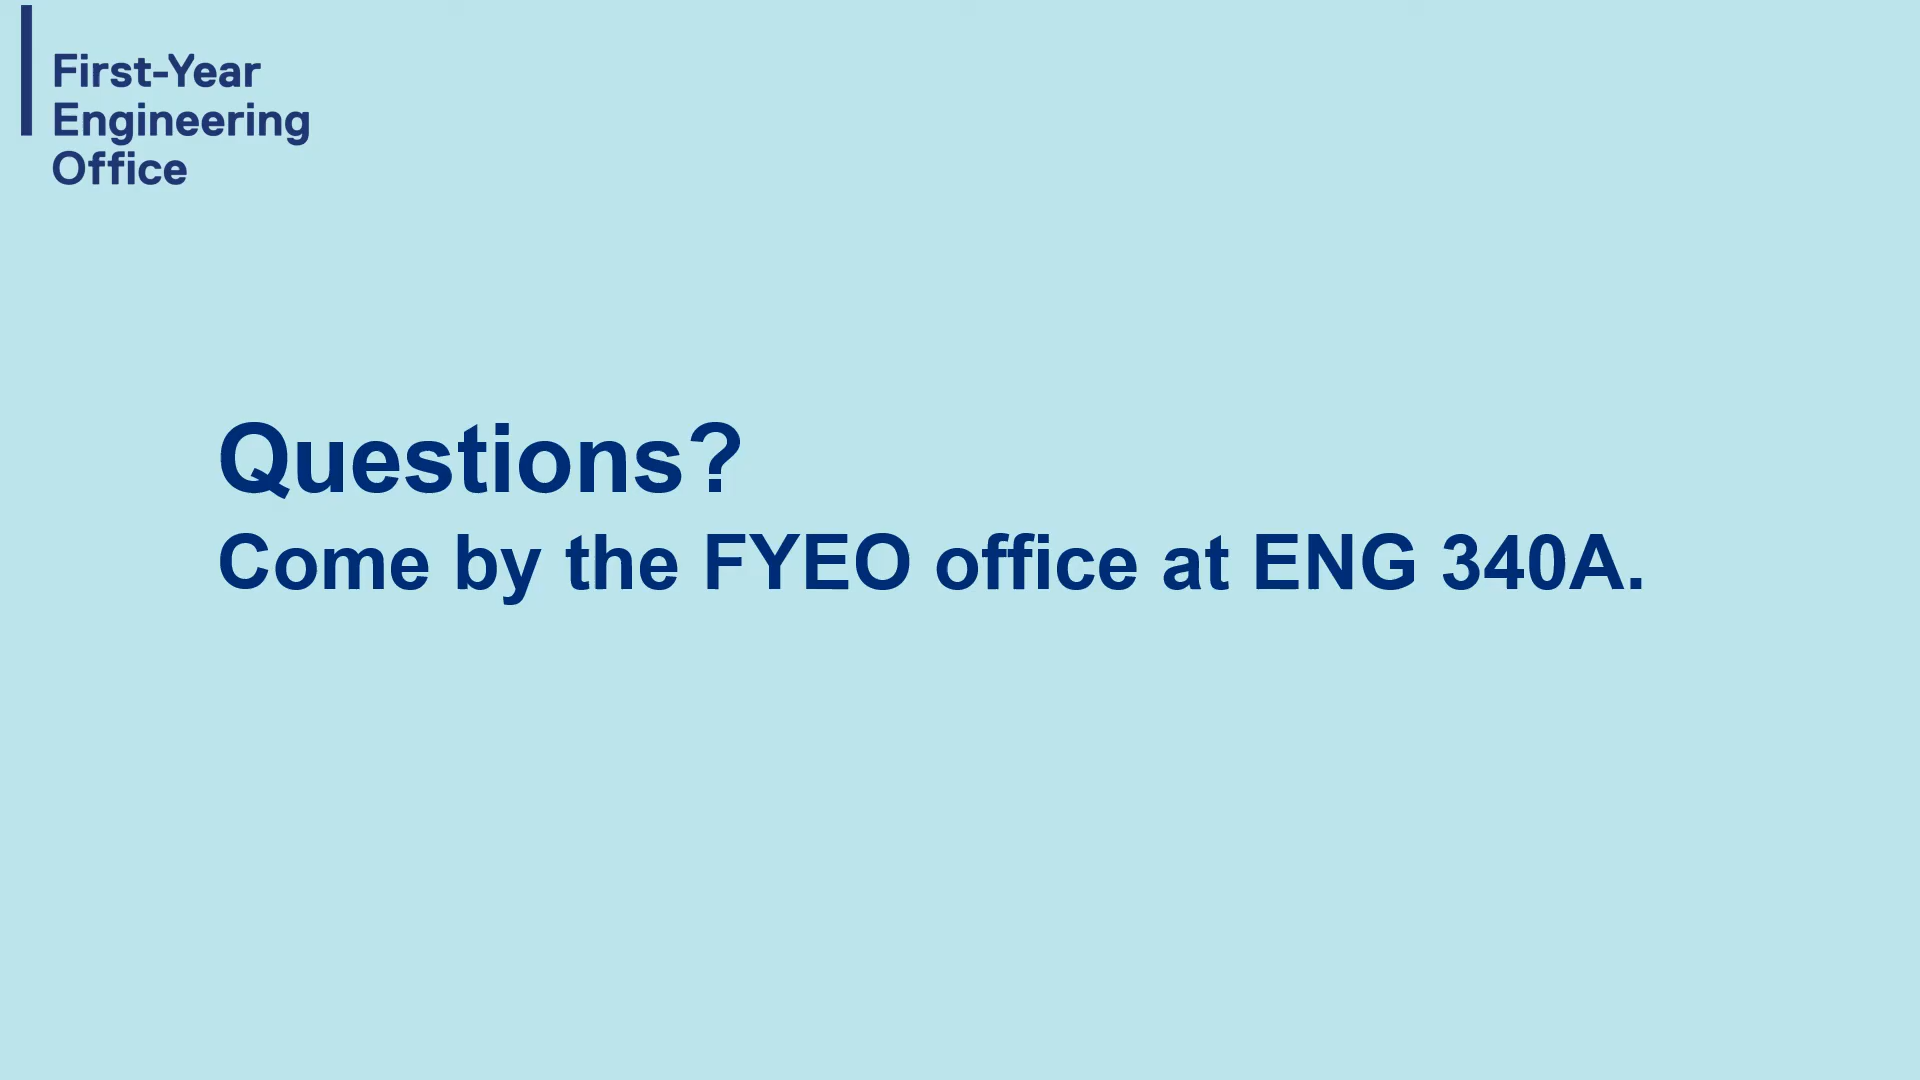 First-Year
Engineering
Office
Questions?
Come by the FYEO office at ENG 340A.